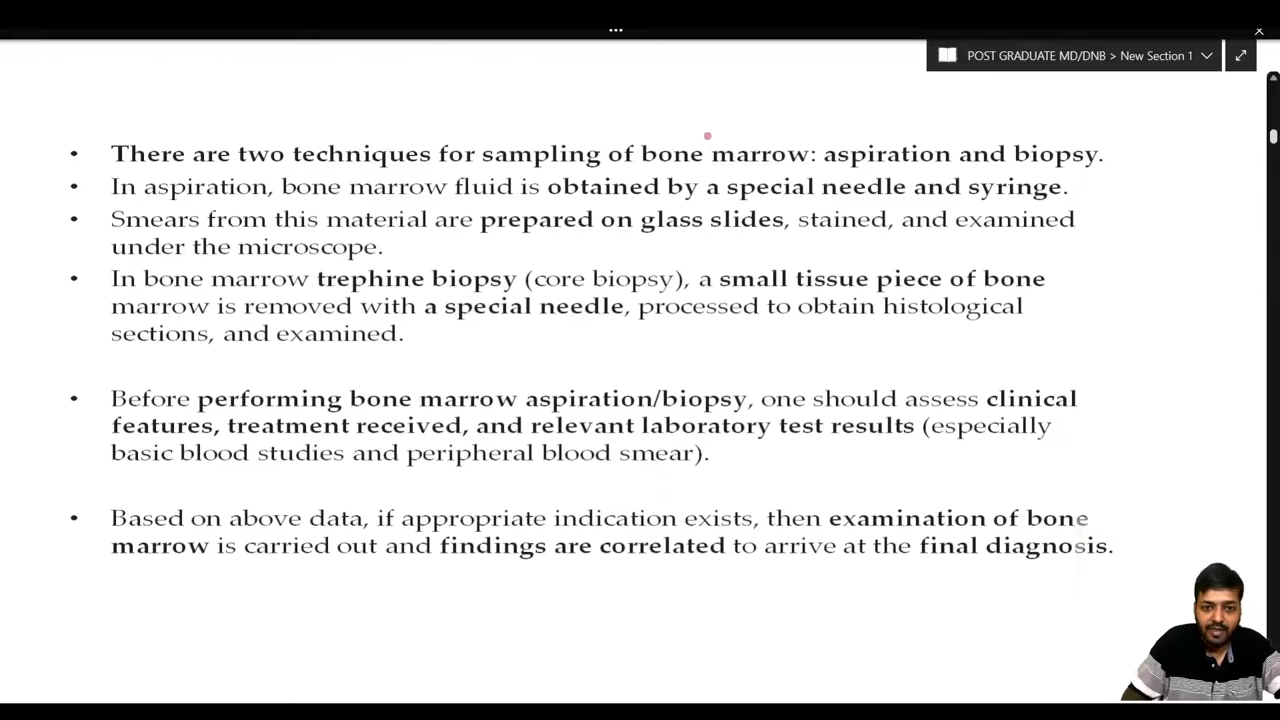 POST GRADUATE MD/DNB > New Section 1
• There are two techniques for sampling of bone marrow: aspiration and biopsy.
• In aspiration, bone marrow fluid is obtained by a special needle and syringe.
• Smears from this material are prepared on glass slides, stained, and examined
under the microscope.
• In bone marrow trephine biopsy (core biopsy), a small tissue piece of bone
marrow is removed with a special needle, processed to obtain histological
sections, and examined.
• Before performing bone marrow aspiration/biopsy, one should assess clinical
features, treatment received, and relevant laboratory test results (especially
basic blood studies and peripheral blood smear).
• Based on above data, if appropriate indication exists, then examination of bone
marrow is carried out and findings are correlated to arrive at the final diagnosis.